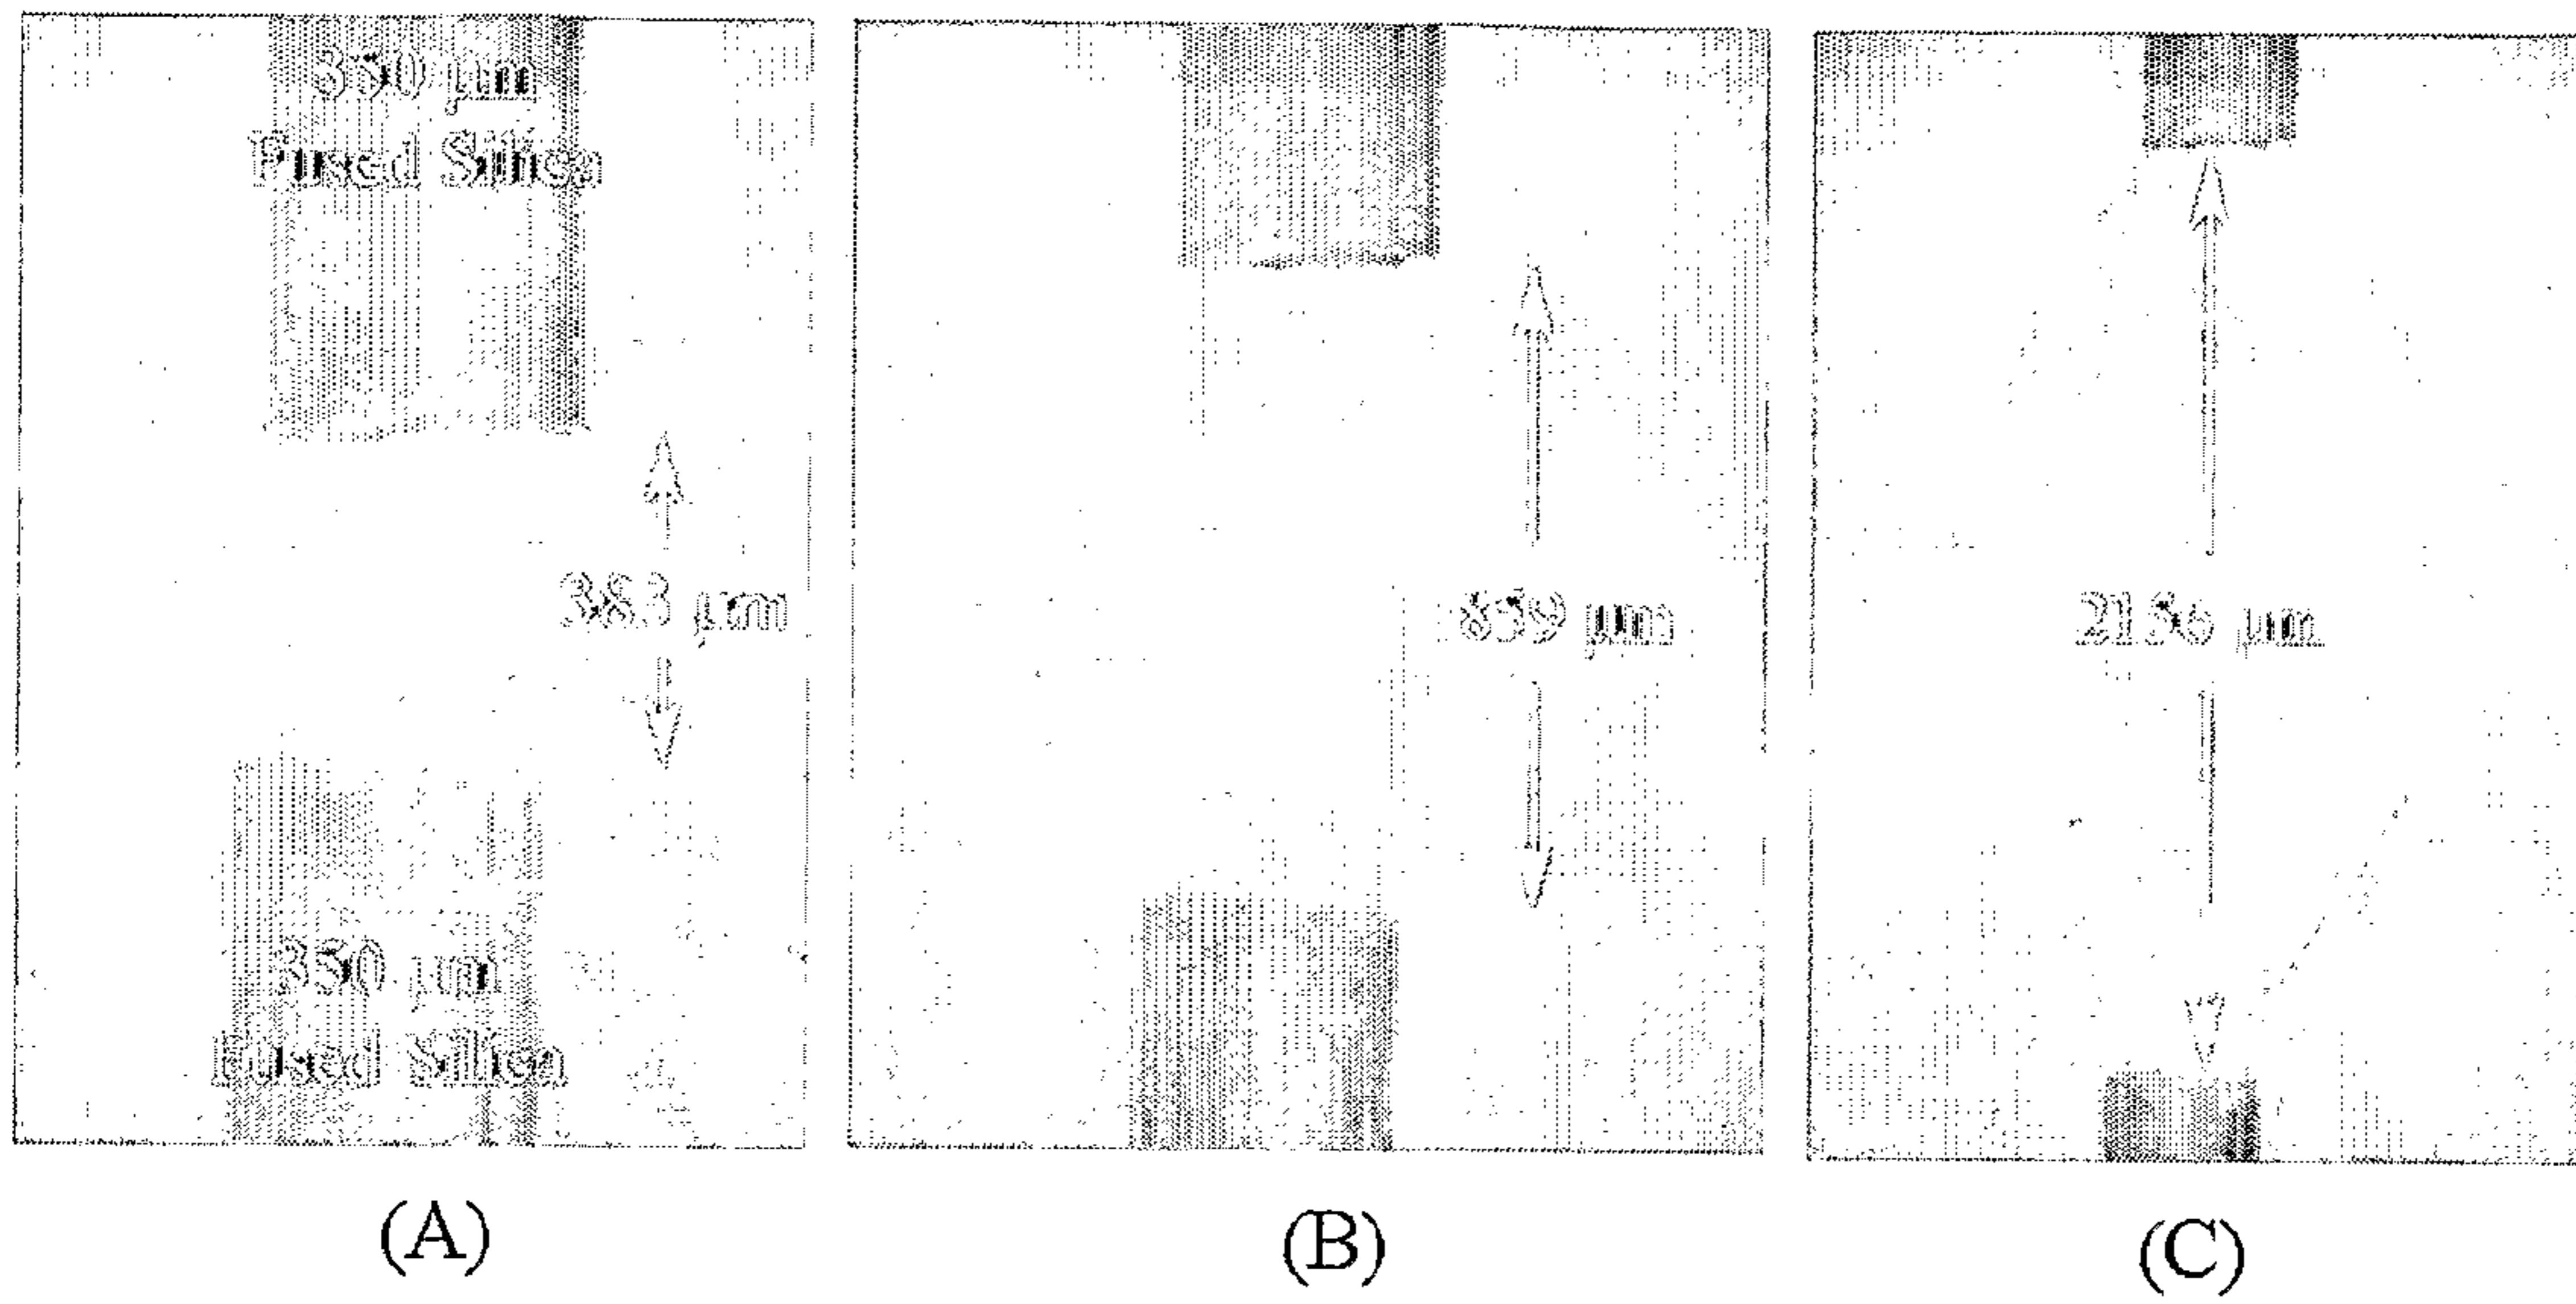 350 µm
Fused Silica
383 µm
350 µm
Fused Silica
(A)
859 µm
(B)
2156 µm
(C)